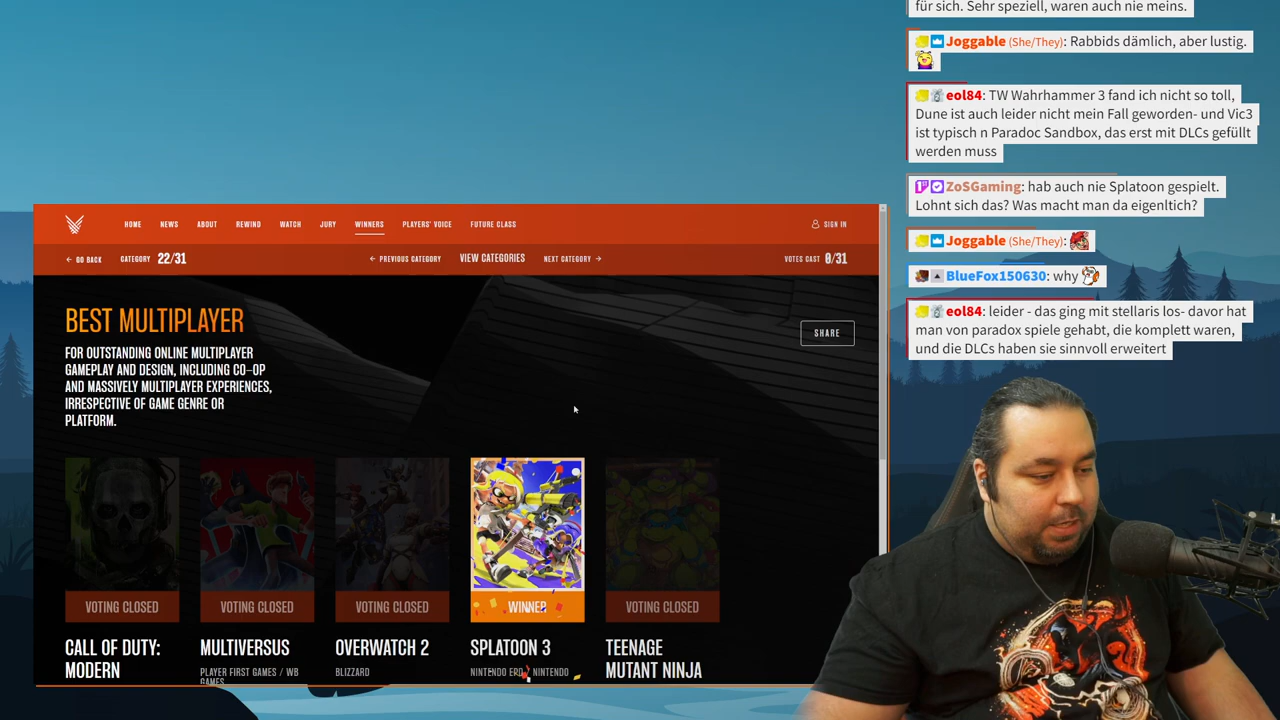 für sich. Sehr speziell, waren auch nie meins.
Joggable (She/They): Rabbids dämlich, aber lustig.
eol84: TW Wahrhammer 3 fand ich nicht so toll,
Dune ist auch leider nicht mein Fall geworden- und Vic3
ist typisch n Paradoc Sandbox, das erst mit DLCs gefüllt
werden muss
ZoSGaming: hab auch nie Splatoon gespielt.
Lohnt sich das? Was macht man da eigenltich?
Joggable (She/They):
BlueFox150630: why
eol84: leider - das ging mit stellaris los- davor hat
man von paradox spiele gehabt, die komplett waren,
und die DLCs haben sie sinnvoll erweitert
HOME NEWS ABOUT REWIND WATCH JURY WINNERS PLAYERS' VOICE FUTURE CLASS SIGN IN
← GO BACK CATEGORY 22/31 ← PREVIOUS CATEGORY VIEW CATEGORIES NEXT CATEGORY → VOTES CAST 0/31
BEST MULTIPLAYER
SHARE
FOR OUTSTANDING ONLINE MULTIPLAYER
GAMEPLAY AND DESIGN, INCLUDING CO-OP
AND MASSIVELY MULTIPLAYER EXPERIENCES,
IRRESPECTIVE OF GAME GENRE OR
PLATFORM.
VOTING CLOSED VOTING CLOSED VOTING CLOSED WINNER VOTING CLOSED
CALL OF DUTY:
MODERN
MULTIVERSUS
PLAYER FIRST GAMES / WB
GAMES
OVERWATCH 2
BLIZZARD
SPLATOON 3
NINTENDO EPD NINTENDO
TEENAGE
MUTANT NINJA